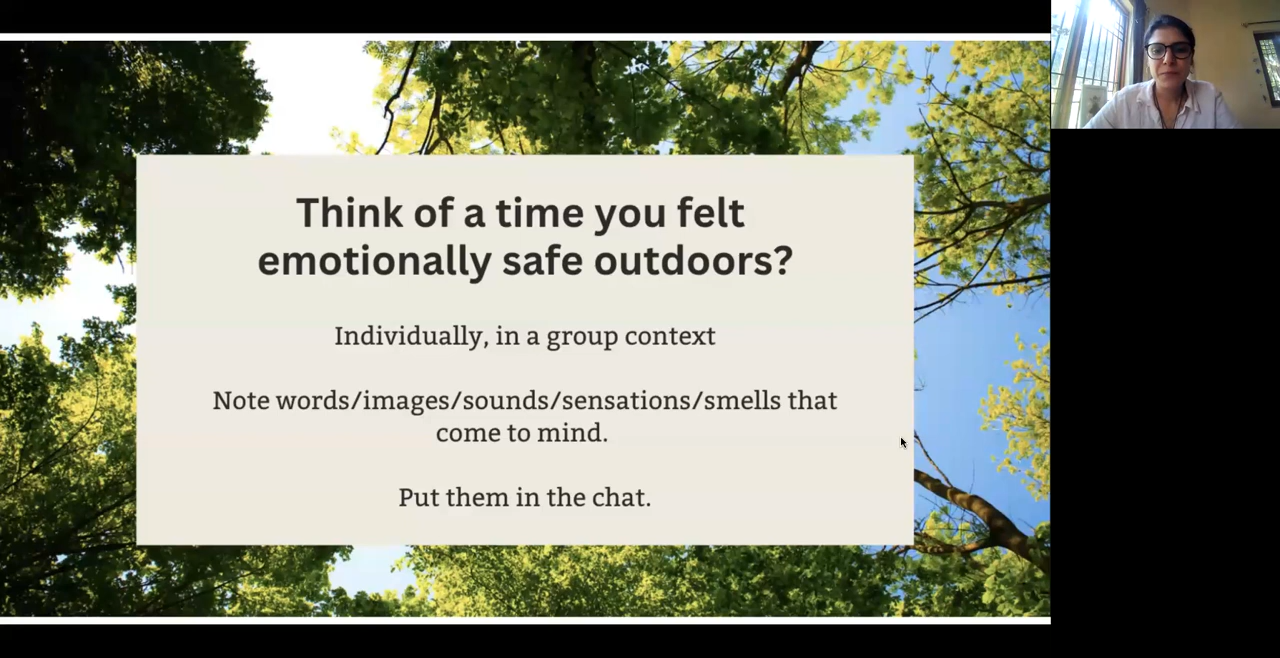 Think of a time you felt
emotionally safe outdoors?
Individually, in a group context
Note words/images/sounds/sensations/smells that
come to mind.
Put them in the chat.